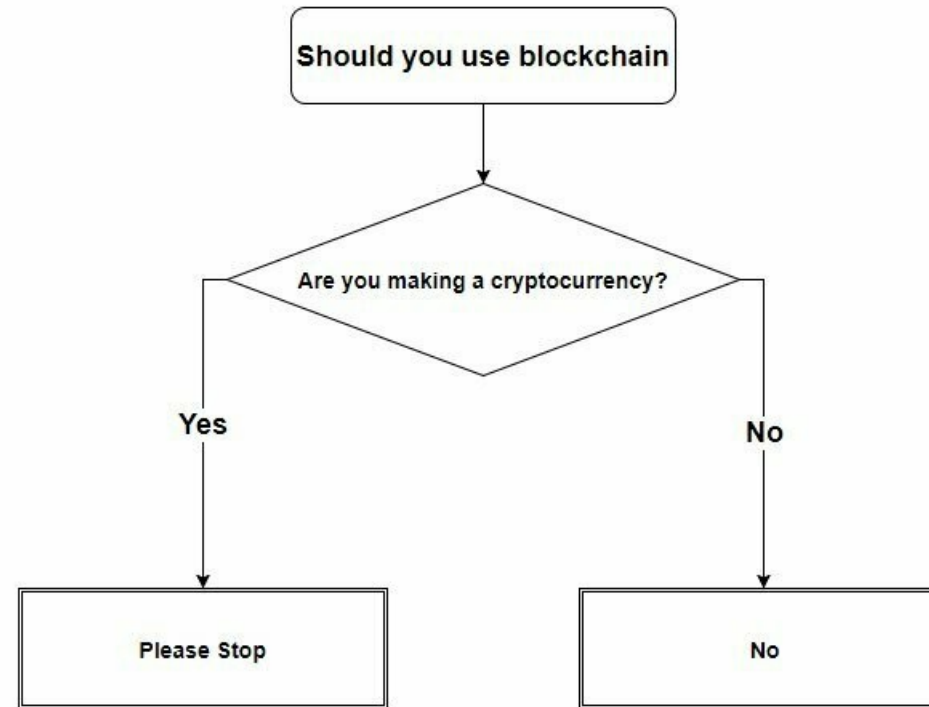 Should you use blockchain
Are you making a cryptocurrency?
Yes
No
Please Stop
No